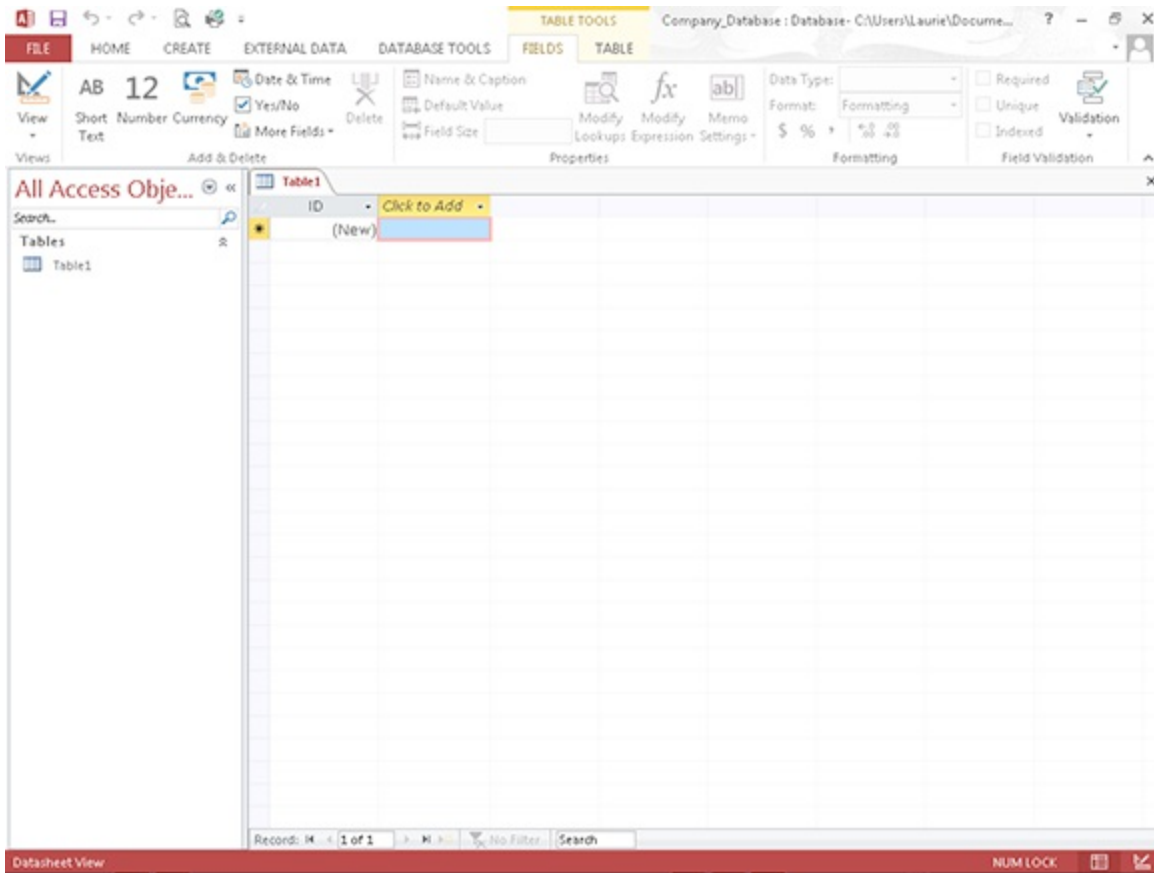 TABLE TOOLS Company_Database : Database- C:\Users\Laurie\Docume... ?
FILE HOME CREATE EXTERNAL DATA DATABASE TOOLS FIELDS TABLE
View
Views
AB Short Text
12 Number
Currency
Date & Time
Yes/No
More Fields
Delete
Add & Delete
Name & Caption
Default Value
Field Size
Modify Lookups
fx Modify Expression
ab Memo Settings
Properties
Data Type:
Format: Formatting
$ % ,
Formatting
Required
Unique
Indexed
Validation
Field Validation
All Access Obje... «
Search..
Tables
Table1
Table1
ID Click to Add
* (New)
Record: 1 of 1 No Filter Search
Datasheet View NUM LOCK